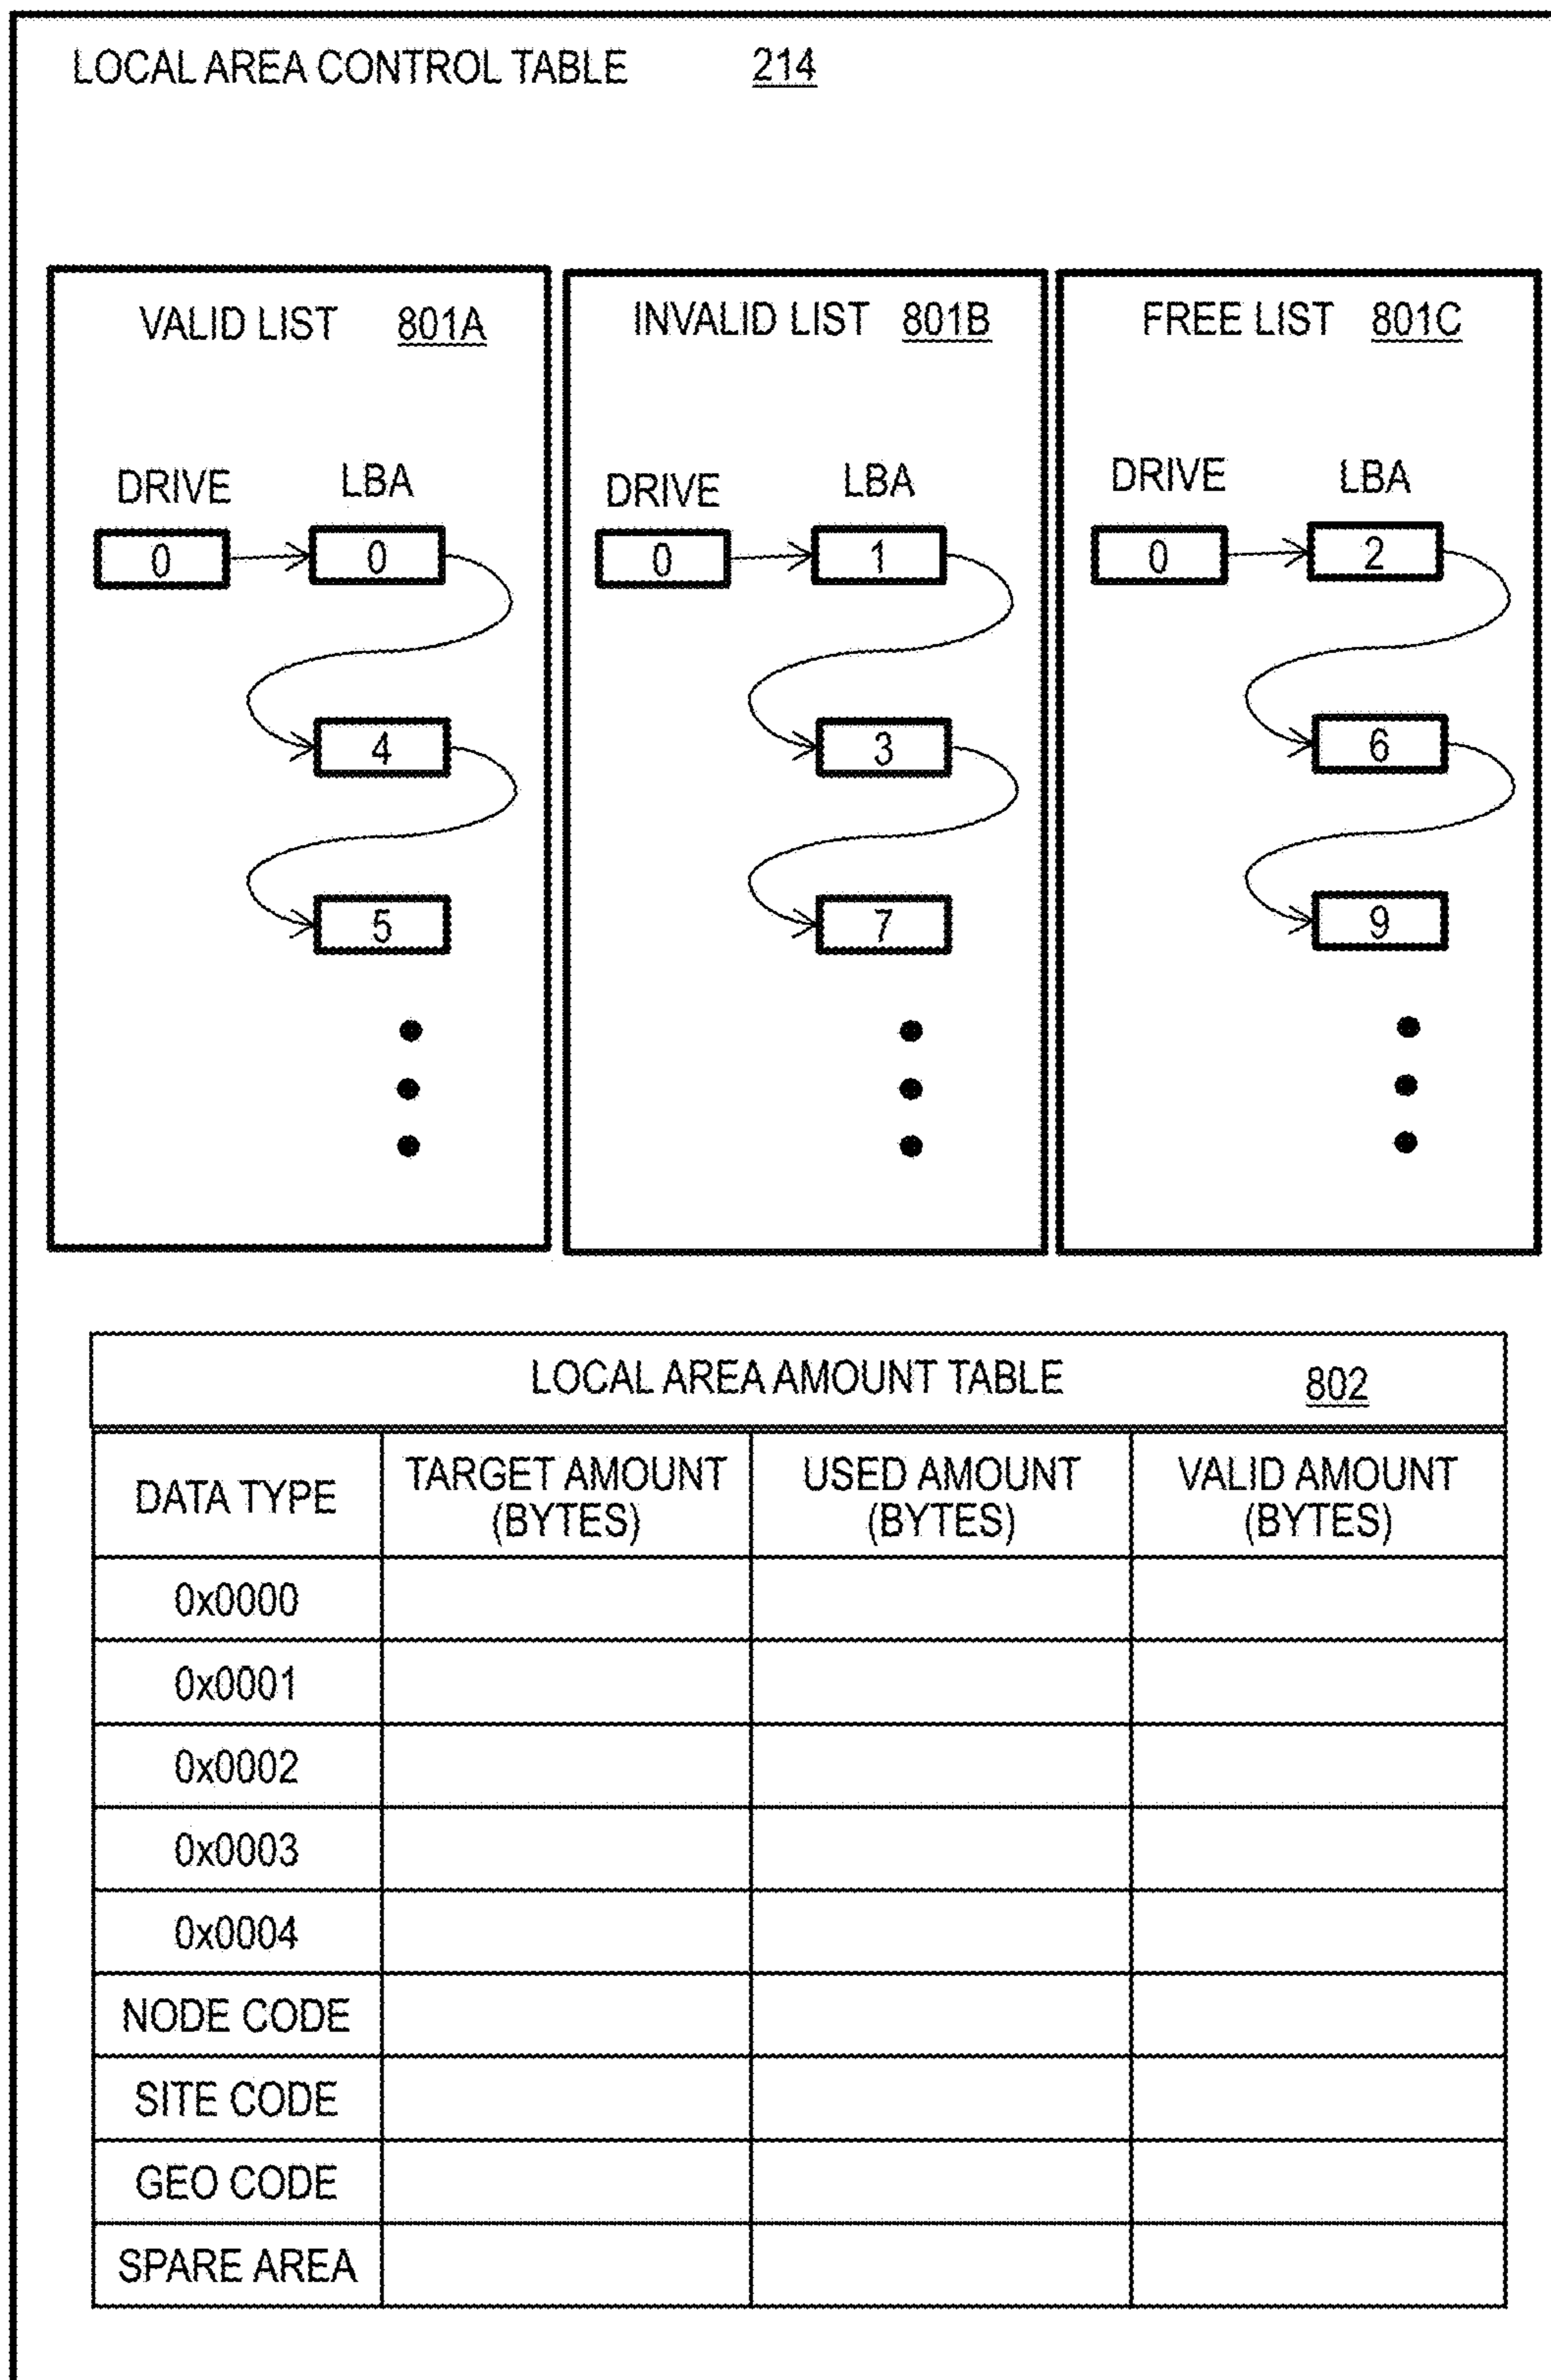 LOCAL AREA CONTROL TABLE 214
VALID LIST 801A
DRIVE LBA
0 0
4
5
INVALID LIST 801B
DRIVE LBA
0 1
3
7
FREE LIST 801C
DRIVE LBA
0 2
6
9
LOCAL AREA AMOUNT TABLE 802
DATA TYPE
TARGET AMOUNT
(BYTES)
USED AMOUNT
(BYTES)
VALID AMOUNT
(BYTES)
0x0000
0x0001
0x0002
0x0003
0x0004
NODE CODE
SITE CODE
GEO CODE
SPARE AREA